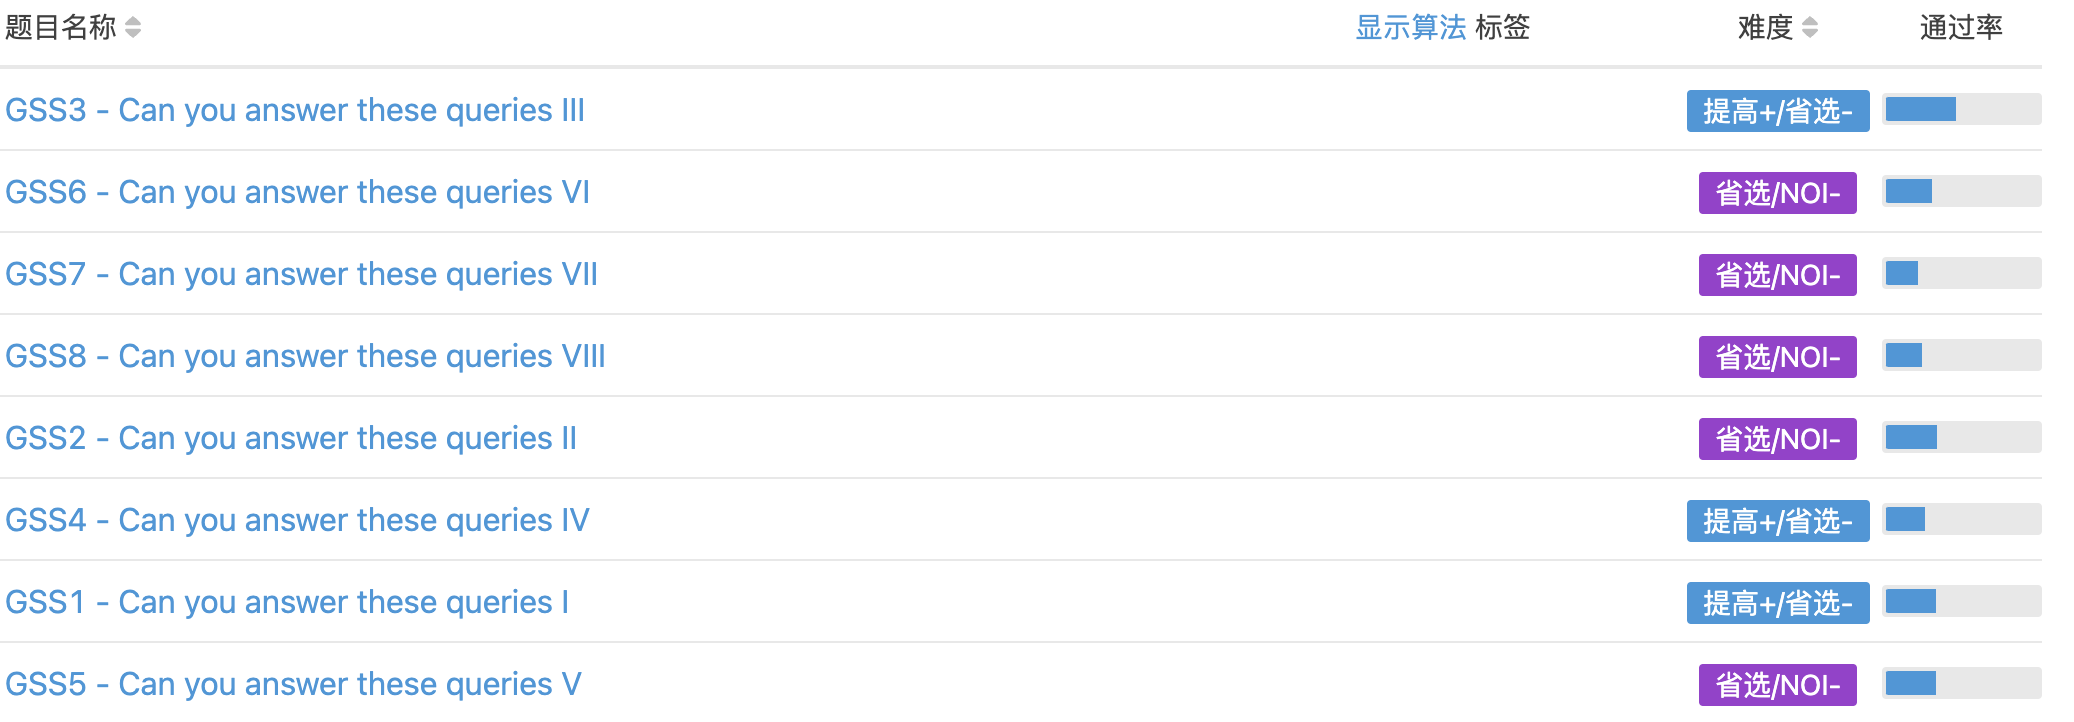 题目名称 显示算法 标签 难度 通过率
GSS3 - Can you answer these queries III 提高+/省选-
GSS6 - Can you answer these queries VI 省选/NOI-
GSS7 - Can you answer these queries VII 省选/NOI-
GSS8 - Can you answer these queries VIII 省选/NOI-
GSS2 - Can you answer these queries II 省选/NOI-
GSS4 - Can you answer these queries IV 提高+/省选-
GSS1 - Can you answer these queries I 提高+/省选-
GSS5 - Can you answer these queries V 省选/NOI-